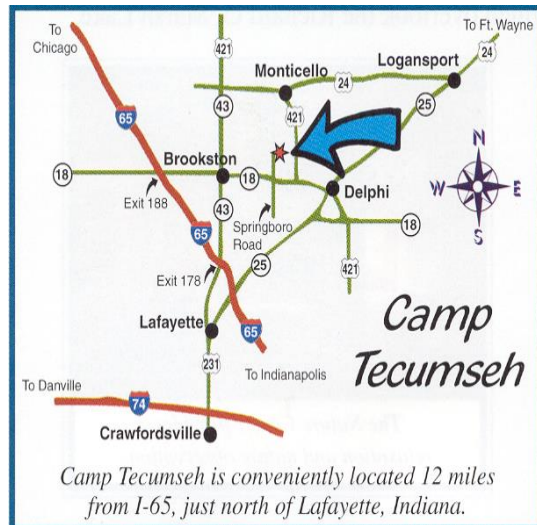 To
Chicago
421
To Ft. Wayne
24
Logansport
Monticello
24
65
43
421
25
18
Brookston
18
Delphi
Exit 188
43
Springboro
Road
18
65
25
Exit 178
421
Lafayette
65
231
To Indianapolis
To Danville
74
Crawfordsville
N
W
E
S
Camp
Tecumseh
Camp Tecumseh is conveniently located 12 miles
from I-65, just north of Lafayette, Indiana.